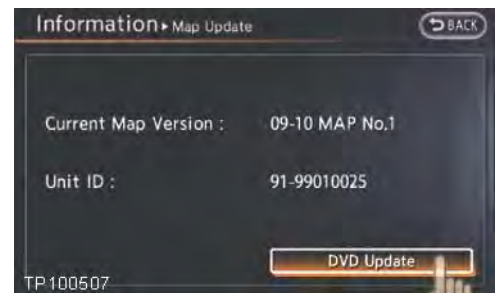 Information ▸ Map Update
BACK
Current Map Version : 09-10 MAP No.1
Unit ID : 91-99010025
DVD Update
TP100507